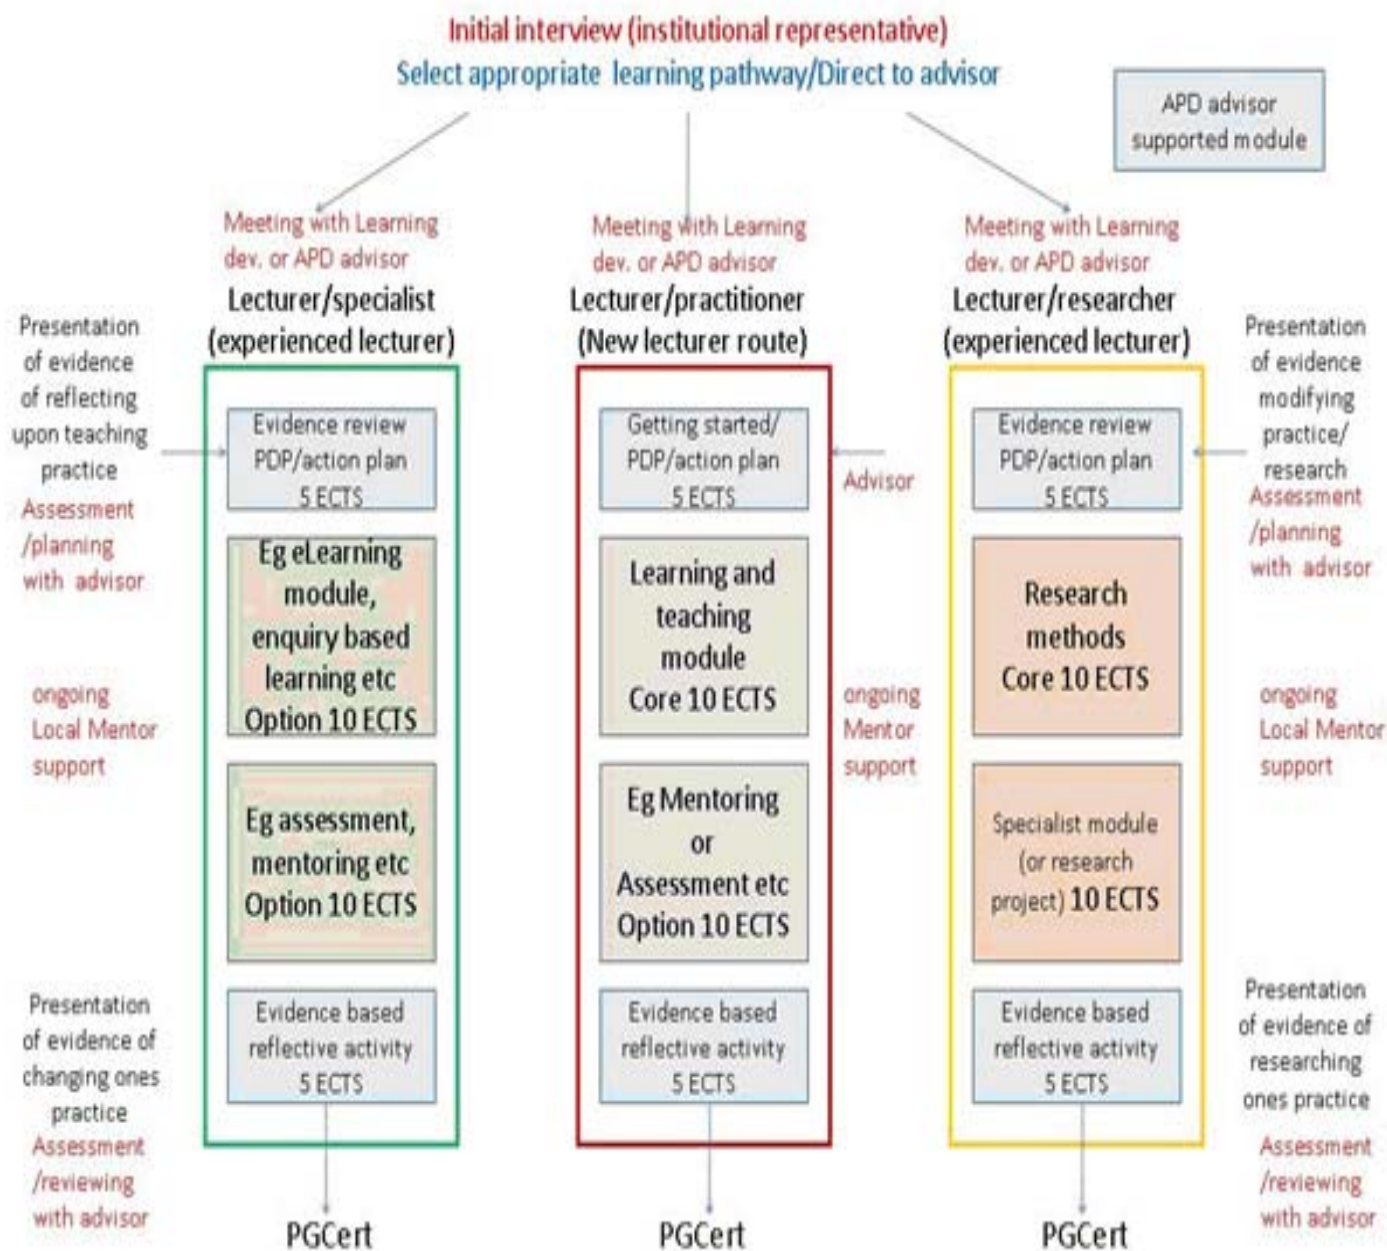 Initial interview (institutional representative)
Select appropriate learning pathway/Direct to advisor
APD advisor
supported module
Meeting with Learning
dev. or APD advisor
Lecturer/specialist
(experienced lecturer)
Meeting with Learning
dev. or APD advisor
Lecturer/practitioner
(New lecturer route)
Meeting with Learning
dev. or APD advisor
Lecturer/researcher
(experienced lecturer)
Presentation
of evidence
of reflecting
upon teaching
practice
Assessment
/planning
with advisor
ongoing
Local Mentor
support
Presentation
of evidence of
changing ones
practice
Assessment
/reviewing
with advisor
Evidence review
PDP/action plan
5 ECTS
Eg eLearning
module,
enquiry based
learning etc
Option 10 ECTS
Eg assessment,
mentoring etc
Option 10 ECTS
Evidence based
reflective activity
5 ECTS
PGCert
Getting started/
PDP/action plan
5 ECTS
Learning and
teaching
module
Core 10 ECTS
Eg Mentoring
or
Assessment etc
Option 10 ECTS
Evidence based
reflective activity
5 ECTS
PGCert
Advisor
ongoing
Mentor
support
Evidence review
PDP/action plan
5 ECTS
Research
methods
Core 10 ECTS
Specialist module
(or research
project) 10 ECTS
Evidence based
reflective activity
5 ECTS
PGCert
Presentation
of evidence
modifying
practice/
research
Assessment
/planning
with advisor
ongoing
Local Mentor
support
Presentation
of evidence of
researching
ones practice
Assessment
/reviewing
with advisor